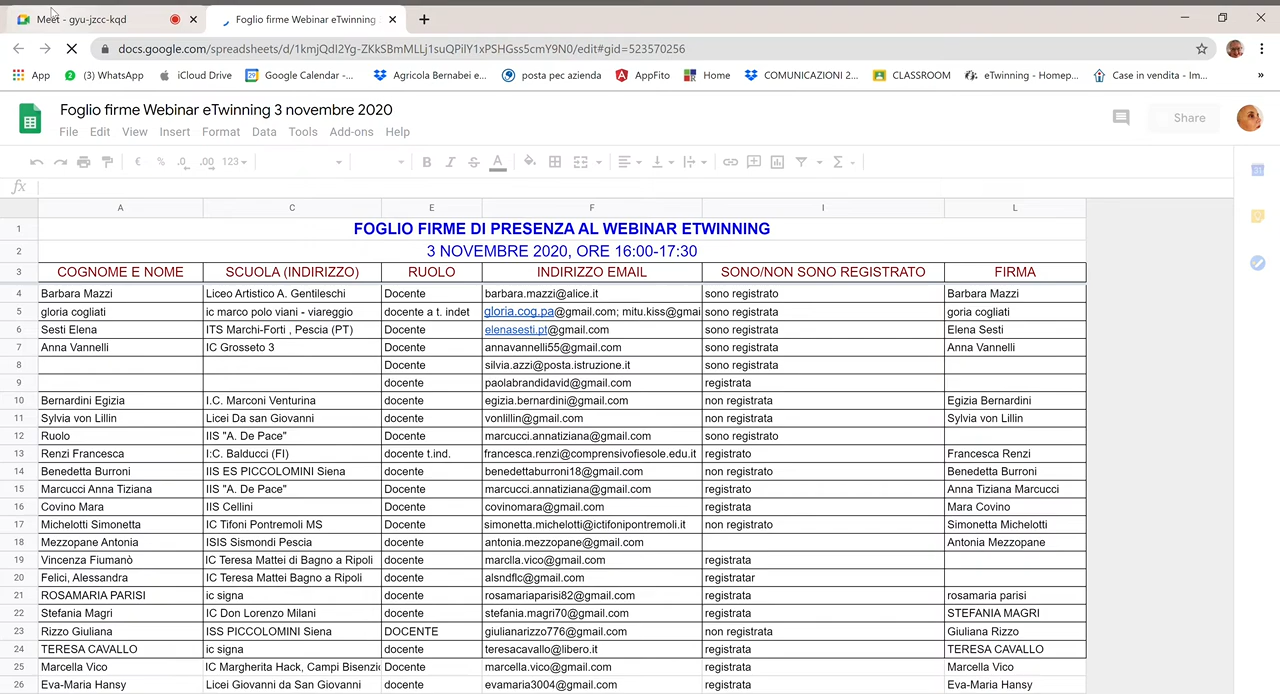 Meet - gyu-jzcc-kqd
Foglio firme Webinar eTwinning
docs.google.com/spreadsheets/d/1kmjQdI2Yg-ZKkSBmMLLj1suQPilY1xPSHGss5cmY9N0/edit#gid=523570256
App (3) WhatsApp iCloud Drive Google Calendar -... Agricola Bernabei e... posta pec azienda AppFito Home COMUNICAZIONI 2... CLASSROOM eTwinning - Homep... Case in vendita - Im... »
Foglio firme Webinar eTwinning 3 novembre 2020
File Edit View Insert Format Data Tools Add-ons Help
Share
€ % .0 .00 123
B I S A Σ
fx
A C E F I L
1 FOGLIO FIRME DI PRESENZA AL WEBINAR ETWINNING
2 3 NOVEMBRE 2020, ORE 16:00-17:30
3 COGNOME E NOME SCUOLA (INDIRIZZO) RUOLO INDIRIZZO EMAIL SONO/NON SONO REGISTRATO FIRMA
4 Barbara Mazzi Liceo Artistico A. Gentileschi Docente barbara.mazzi@alice.it sono registrato Barbara Mazzi
5 gloria cogliati ic marco polo viani - viareggio docente a t. indet gloria.cog.pa@gmail.com; mitu.kiss@gmai sono registrata goria cogliati
6 Sesti Elena ITS Marchi-Forti , Pescia (PT) Docente elenasesti.pt@gmail.com sono registrata Elena Sesti
7 Anna Vannelli IC Grosseto 3 Docente annavannelli55@gmail.com sono registrata Anna Vannelli
8 Docente silvia.azzi@posta.istruzione.it sono registrata
9 docente paolabrandidavid@gmail.com registrata
10 Bernardini Egizia I.C. Marconi Venturina docente egizia.bernardini@gmail.com non registrata Egizia Bernardini
11 Sylvia von Lillin Licei Da san Giovanni docente vonlillin@gmail.com non registrata Sylvia von Lillin
12 Ruolo IIS "A. De Pace" Docente marcucci.annatiziana@gmail.com sono registrato
13 Renzi Francesca I:C. Balducci (FI) docente t.ind. francesca.renzi@comprensivofiesole.edu.it registrato Francesca Renzi
14 Benedetta Burroni IIS ES PICCOLOMINI Siena docente benedettaburroni18@gmail.com non registrato Benedetta Burroni
15 Marcucci Anna Tiziana IIS "A. De Pace" Docente marcucci.annatiziana@gmail.com registrato Anna Tiziana Marcucci
16 Covino Mara IIS Cellini Docente covinomara@gmail.com registrata Mara Covino
17 Michelotti Simonetta IC Tifoni Pontremoli MS Docente simonetta.michelotti@ictifonipontremoli.it non registrato Simonetta Michelotti
18 Mezzopane Antonia ISIS Sismondi Pescia docente antonia.mezzopane@gmail.com Antonia Mezzopane
19 Vincenza Fiumanò IC Teresa Mattei di Bagno a Ripoli docente marclla.vico@gmail.com registrata
20 Felici, Alessandra IC Teresa Mattei Bagno a Ripoli docente alsndflc@gmail.com registratar
21 ROSAMARIA PARISI ic signa docente rosamariaparisi82@gmail.com registrata rosamaria parisi
22 Stefania Magri IC Don Lorenzo Milani docente stefania.magri70@gmail.com registrata STEFANIA MAGRI
23 Rizzo Giuliana ISS PICCOLOMINI Siena DOCENTE giulianarizzo776@gmail.com non registrata Giuliana Rizzo
24 TERESA CAVALLO ic signa docente teresacavallo@libero.it registrata TERESA CAVALLO
25 Marcella Vico IC Margherita Hack, Campi Bisenzio Docente marcella.vico@gmail.com registrata Marcella Vico
26 Eva-Maria Hansy Licei Giovanni da San Giovanni docente evamaria3004@gmail.com registrata Eva-Maria Hansy